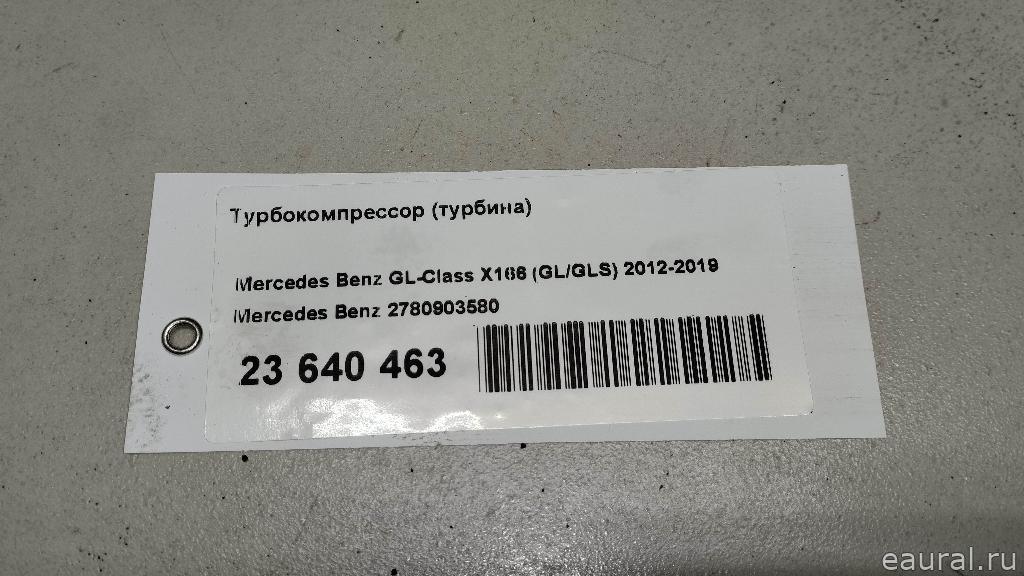 Турбокомпрессор (турбина)
Mercedes Benz GL-Class X166 (GL/GLS) 2012-2019
Mercedes Benz 2780903580
23 640 463
eaural.ru